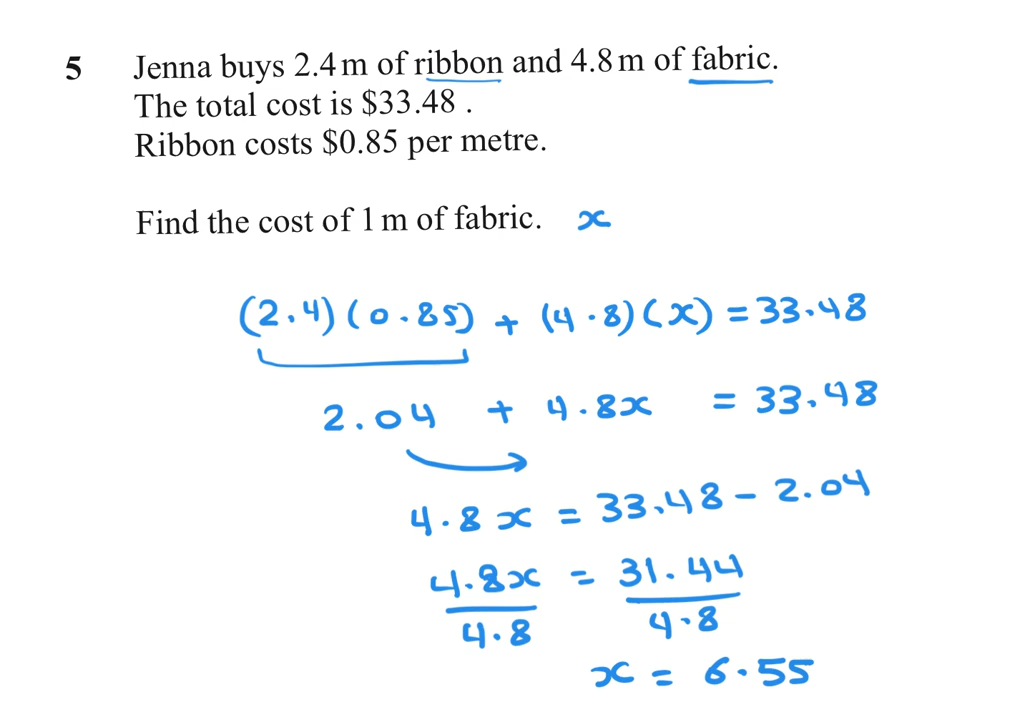 5 Jenna buys 2.4 m of ribbon and 4.8 m of fabric.
The total cost is $33.48 .
Ribbon costs $0.85 per metre.
Find the cost of 1 m of fabric. x
(2.4)(0.85) + (4.8)(x) = 33.48
2.04 + 4.8x = 33.48
4.8x = 33.48 - 2.04
4.8x = 31.44
4.8 4.8
x = 6.55